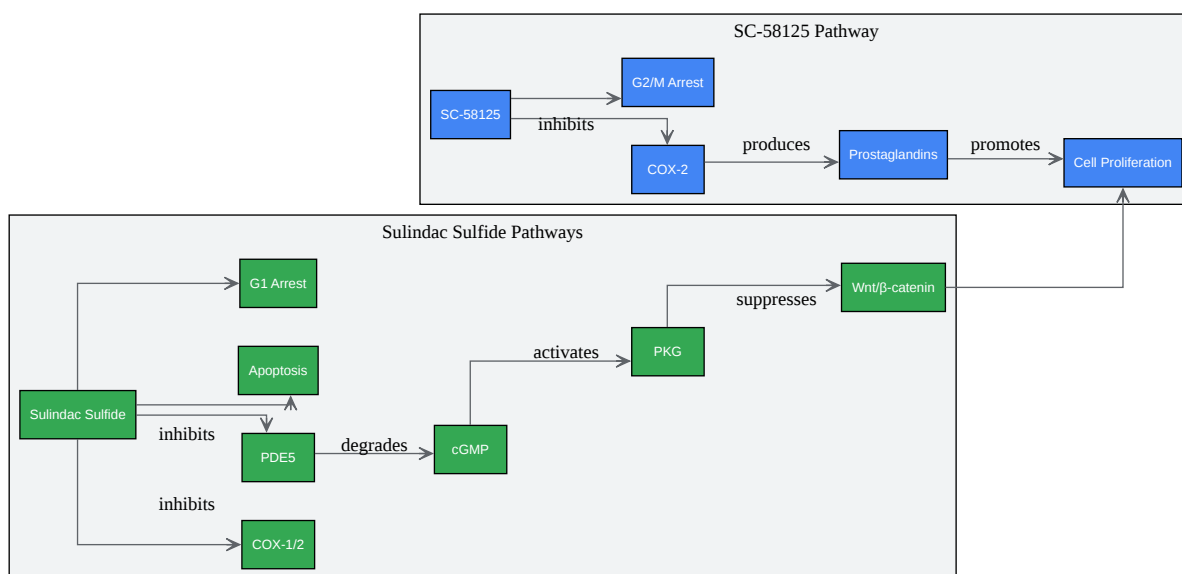 SC-58125 Pathway
G2/M Arrest
SC-58125
inhibits
COX-2
produces
Prostaglandins
promotes
Cell Proliferation
Sulindac Sulfide Pathways
G1 Arrest
Apoptosis
Sulindac Sulfide
inhibits
PDE5
degrades
cGMP
activates
PKG
suppresses
Wnt/β-catenin
inhibits
COX-1/2